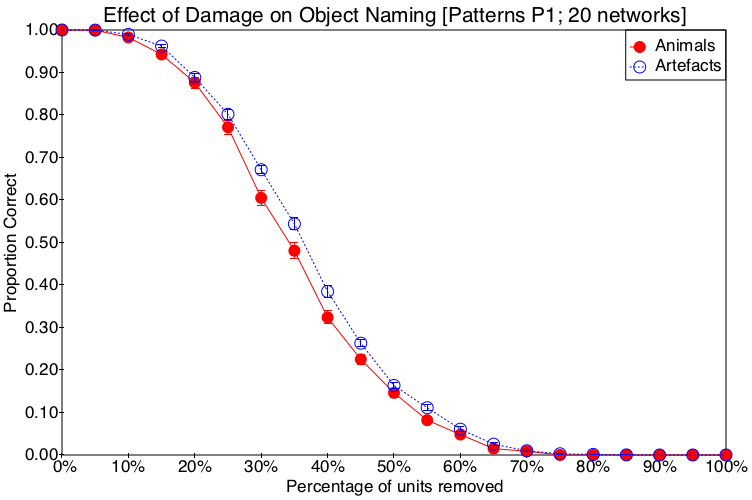 Effect of Damage on Object Naming [Patterns P1; 20 networks]
Animals
Artefacts
Proportion Correct
1.00
0.90
0.80
0.70
0.60
0.50
0.40
0.30
0.20
0.10
0.00
0% 10% 20% 30% 40% 50% 60% 70% 80% 90% 100%
Percentage of units removed